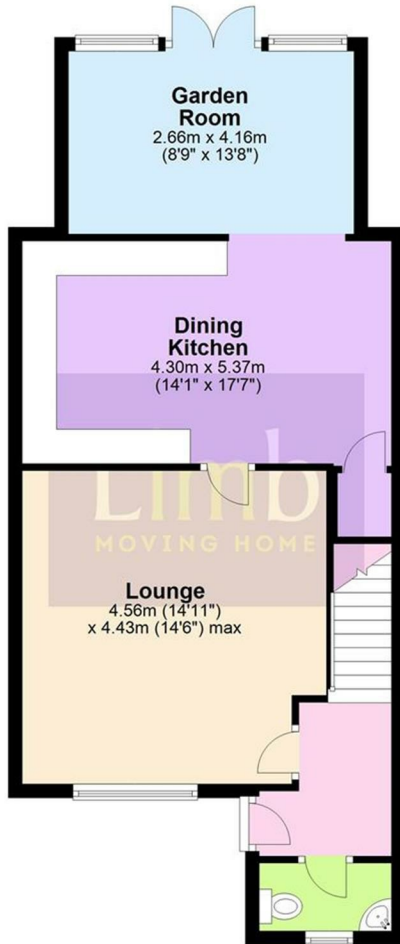 Garden
Room
2.66m x 4.16m
(8'9" x 13'8")
Dining
Kitchen
4.30m x 5.37m
(14'1" x 17'7")
Limb
MOVING HOME
Lounge
4.56m (14'11")
x 4.43m (14'6") max